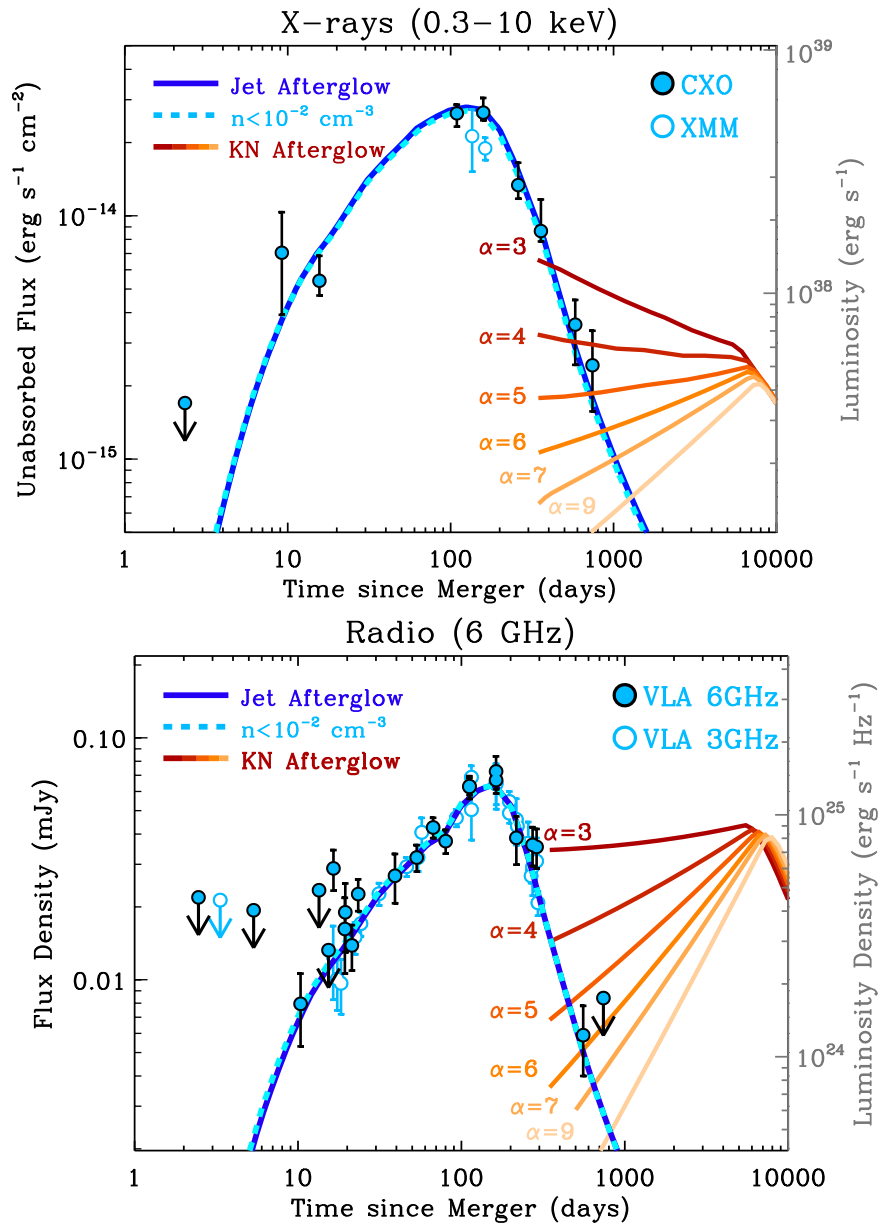 X-rays (0.3-10 keV)
Unabsorbed Flux (erg s⁻¹ cm⁻²)
10⁻¹⁴
10⁻¹⁵
Jet Afterglow
n<10⁻² cm⁻³
KN Afterglow
CXO
XMM
α=3
α=4
α=5
α=6
α=7
α=9
10³⁹
10³⁸
Luminosity (erg s⁻¹)
1 10 100 1000 10000
Time since Merger (days)
Radio (6 GHz)
Flux Density (mJy)
0.10
0.01
Jet Afterglow
n<10⁻² cm⁻³
KN Afterglow
VLA 6GHz
VLA 3GHz
α=3
α=4
α=5
α=6
α=7
α=9
10²⁵
10²⁴
Luminosity Density (erg s⁻¹ Hz⁻¹)
1 10 100 1000 10000
Time since Merger (days)